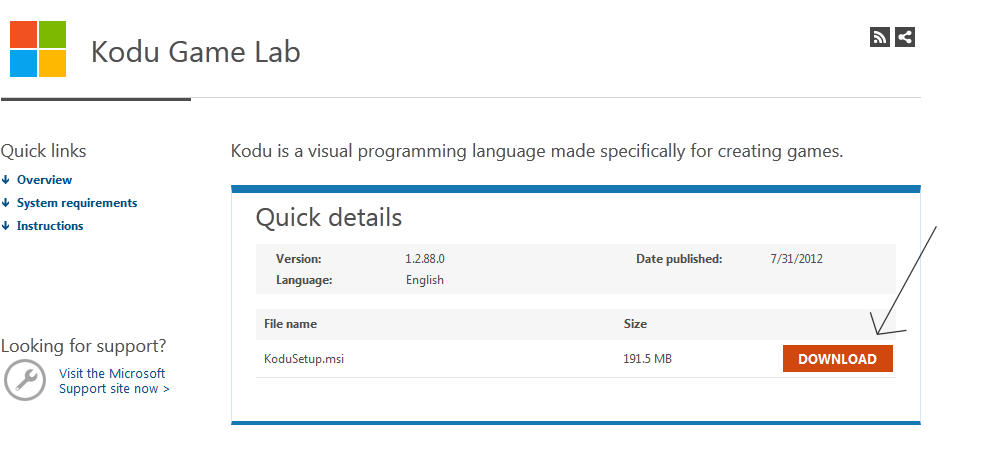 Kodu Game Lab
Quick links
Overview
System requirements
Instructions
Looking for support?
Visit the Microsoft
Support site now >
Kodu is a visual programming language made specifically for creating games.
Quick details
Version: 1.2.88.0 Date published: 7/31/2012
Language: English
File name Size
KoduSetup.msi 191.5 MB DOWNLOAD